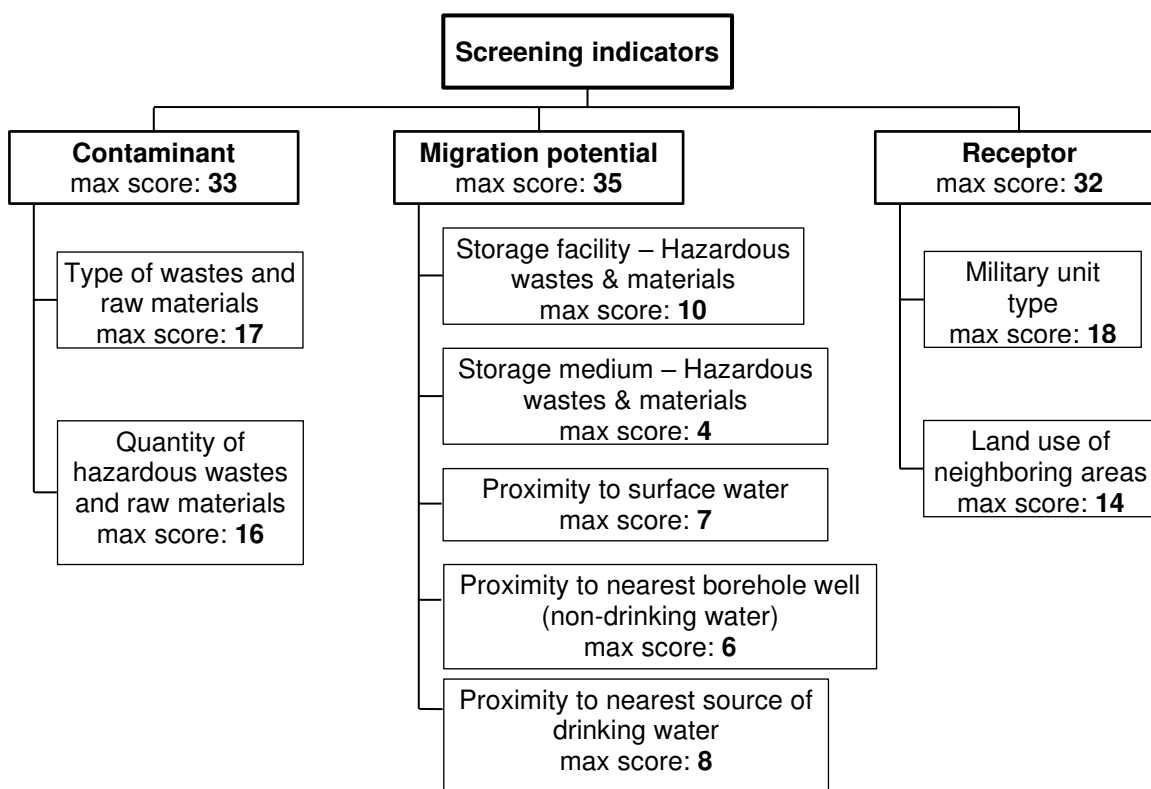 Screening indicators
Contaminant
max score: 33
Type of wastes and
raw materials
max score: 17
Quantity of
hazardous wastes
and raw materials
max score: 16
Migration potential
max score: 35
Storage facility – Hazardous
wastes & materials
max score: 10
Storage medium – Hazardous
wastes & materials
max score: 4
Proximity to surface water
max score: 7
Proximity to nearest borehole well
(non-drinking water)
max score: 6
Proximity to nearest source of
drinking water
max score: 8
Receptor
max score: 32
Military unit
type
max score: 18
Land use of
neighboring areas
max score: 14